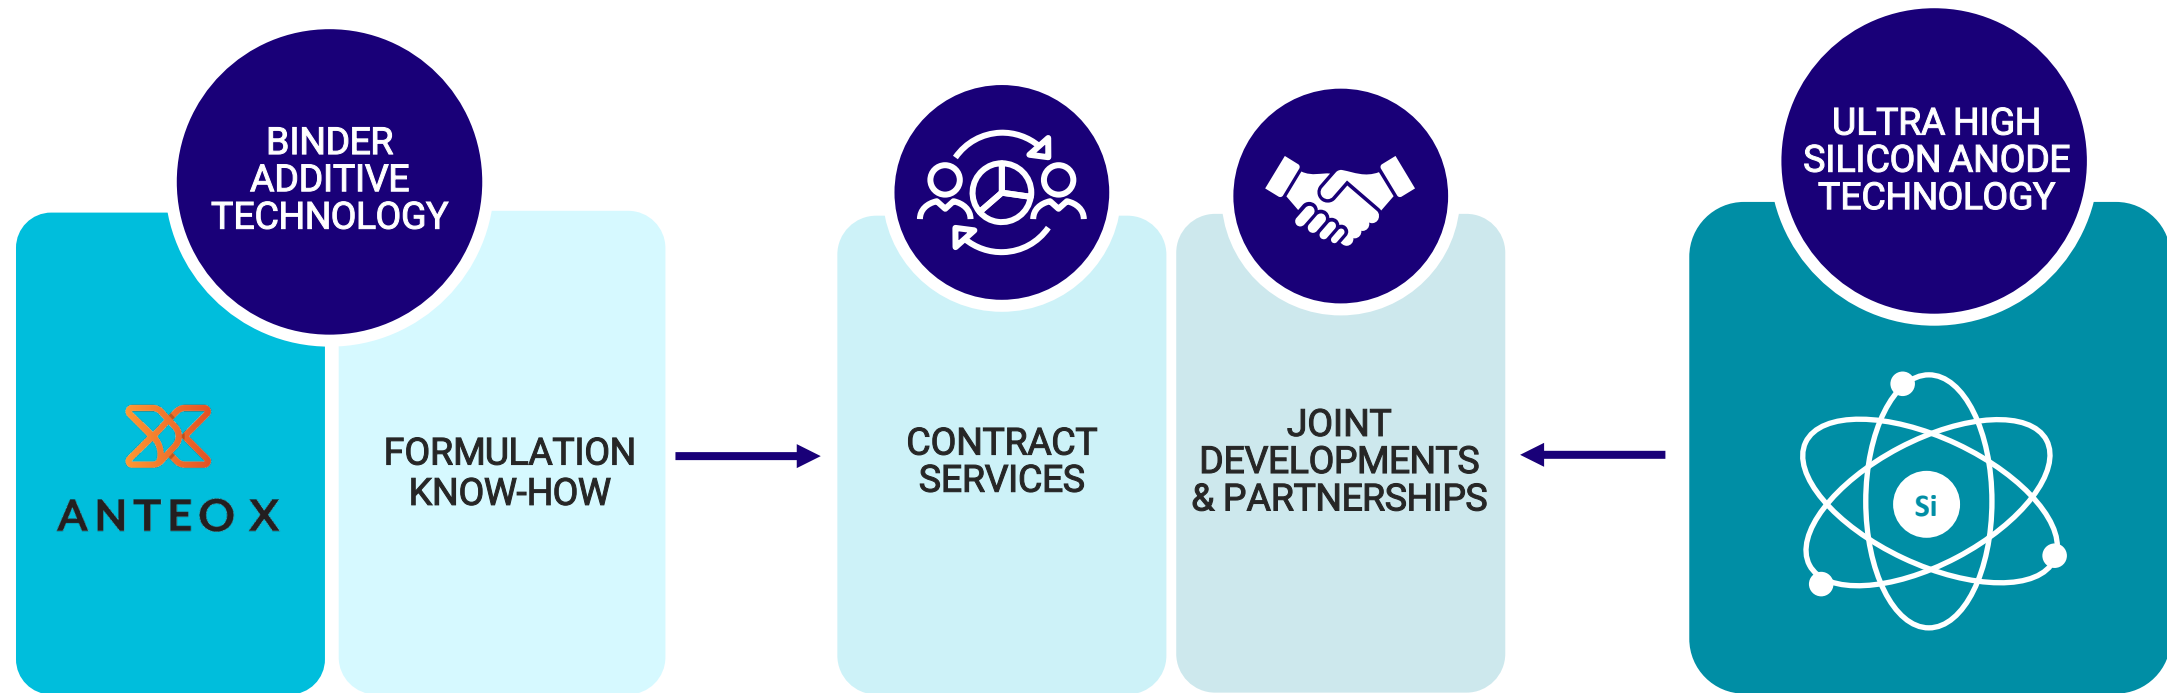 BINDER
ADDITIVE
TECHNOLOGY
ANTEO X
FORMULATION
KNOW-HOW
CONTRACT
SERVICES
JOINT
DEVELOPMENTS
& PARTNERSHIPS
ULTRA HIGH
SILICON ANODE
TECHNOLOGY
Si